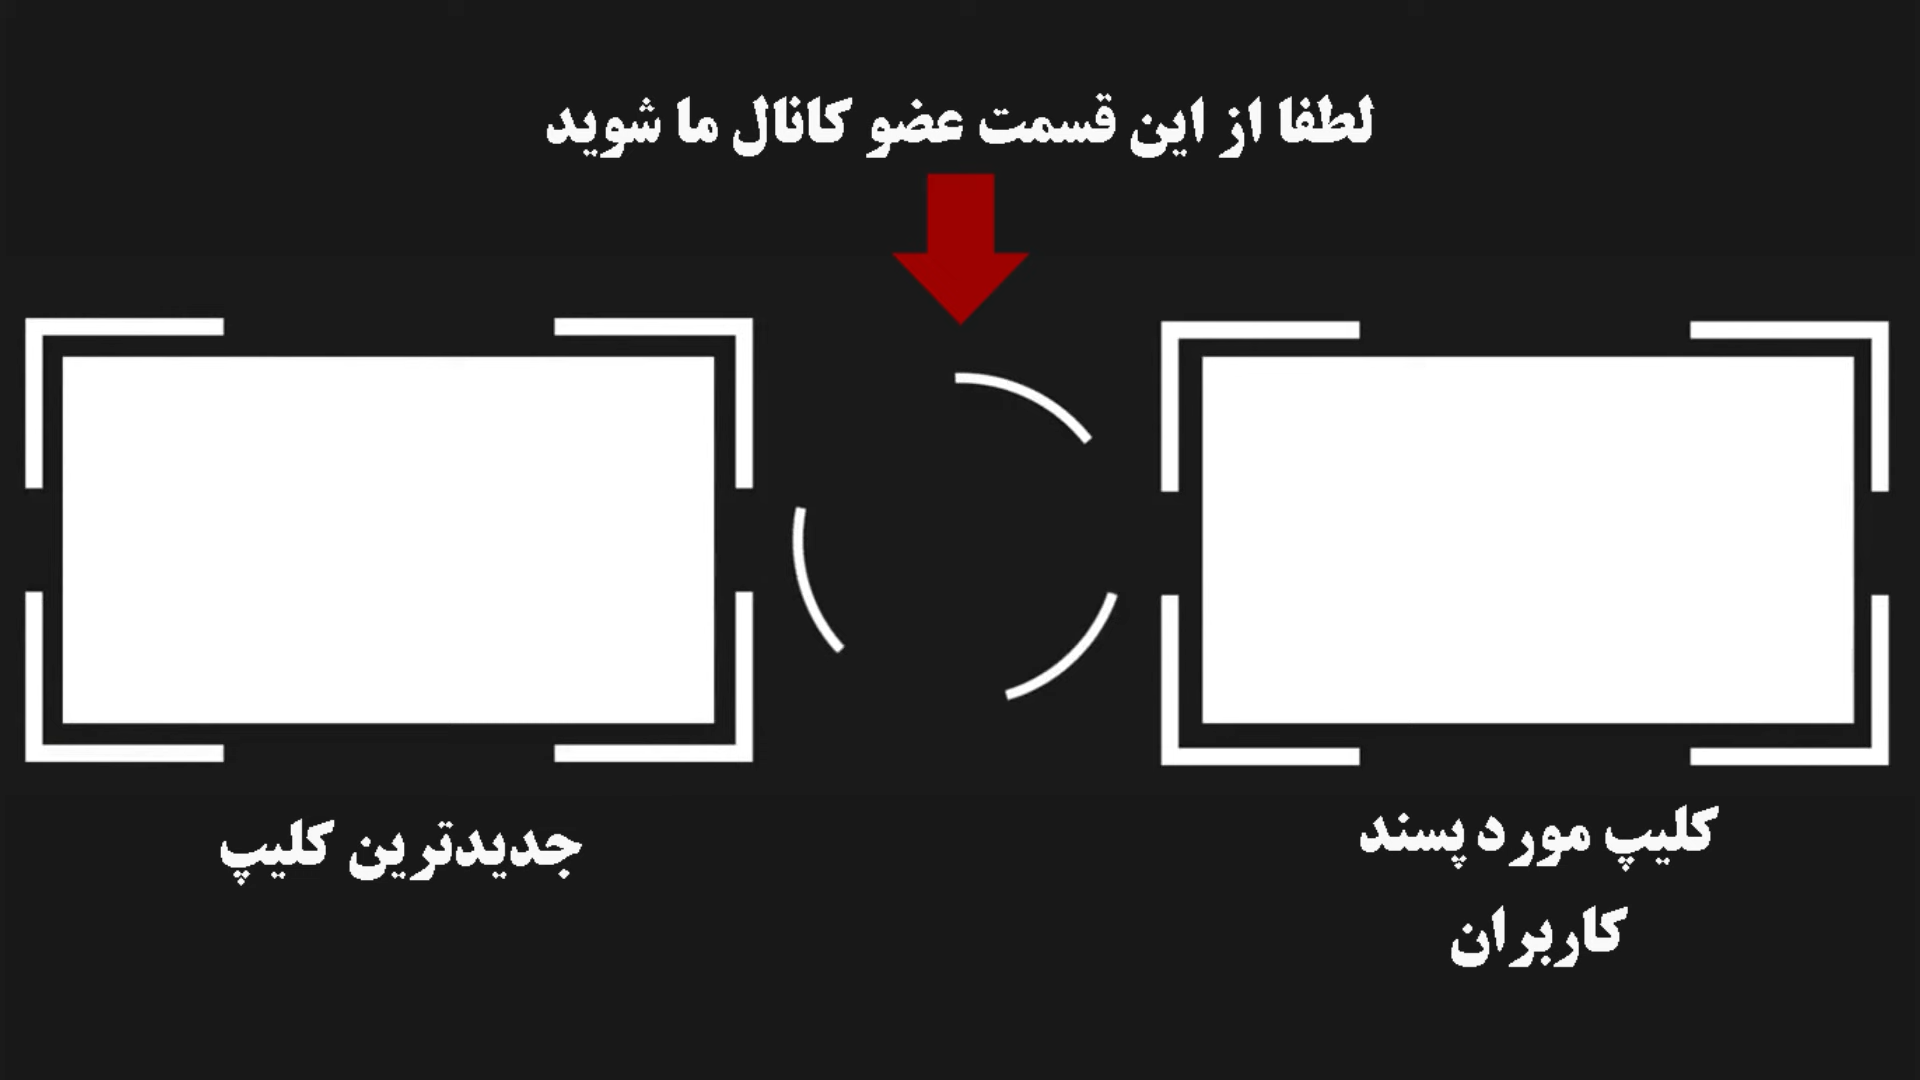 لطفا از این قسمت عضو کانال ما شوید
کلیپ مورد پسند
کاربران
جدیدترین کلیپ